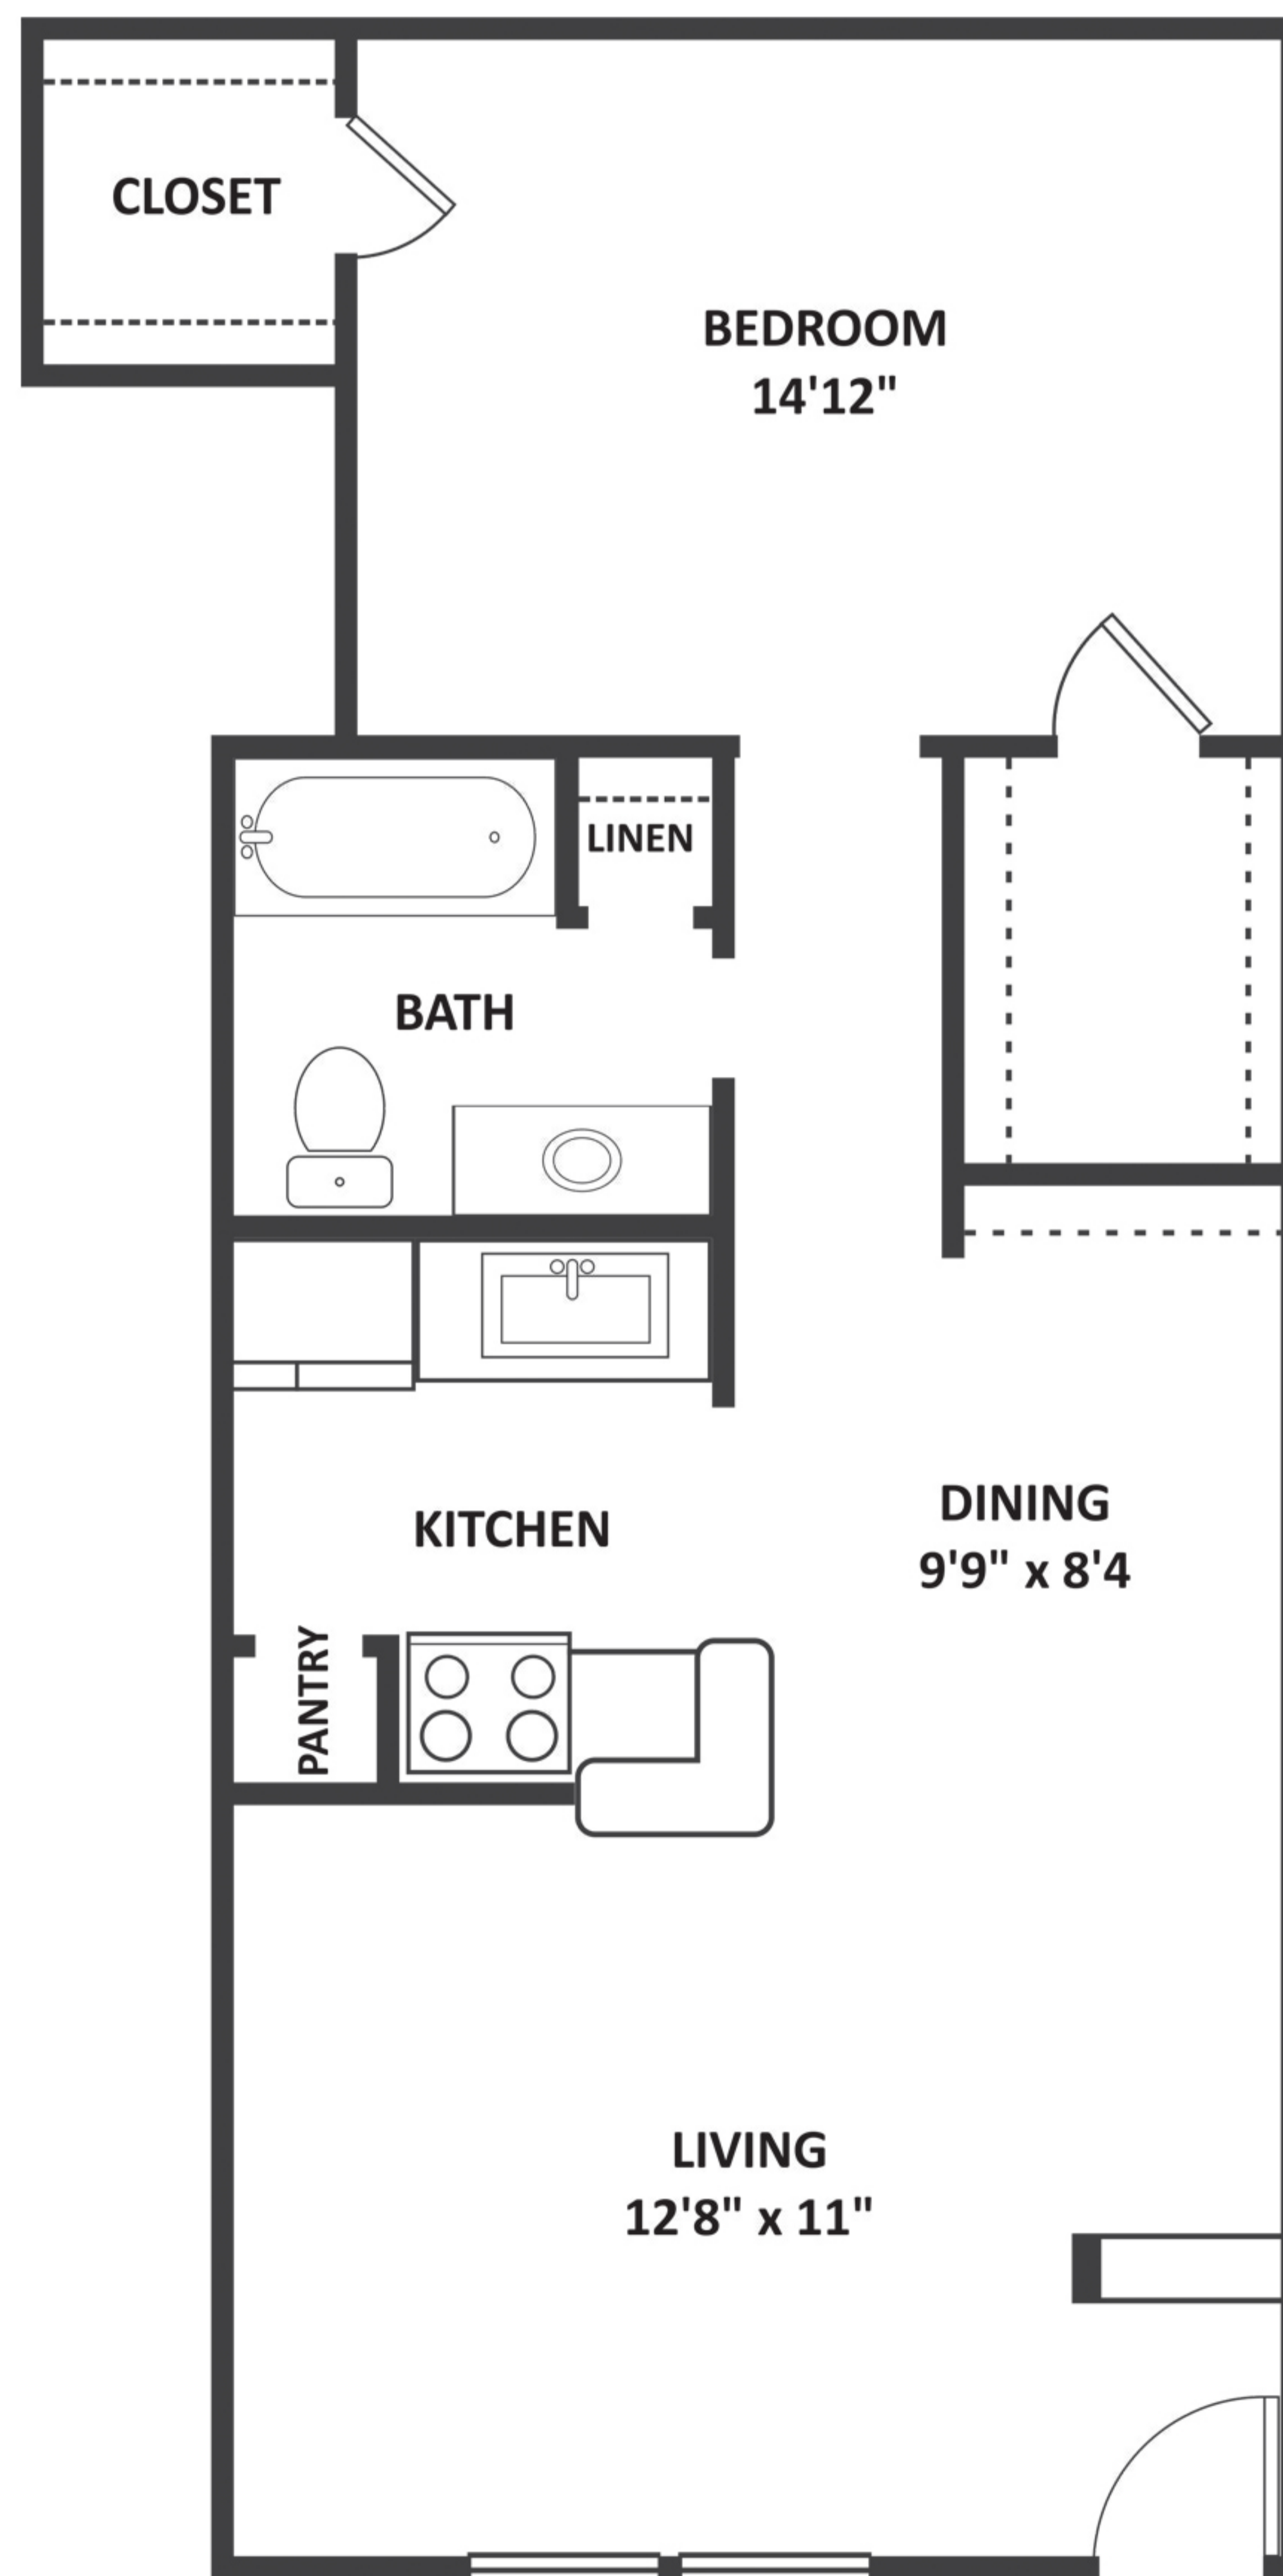 CLOSET
BEDROOM
14'12"
LINEN
BATH
KITCHEN
DINING
9'9" x 8'4
PANTRY
LIVING
12'8" x 11"